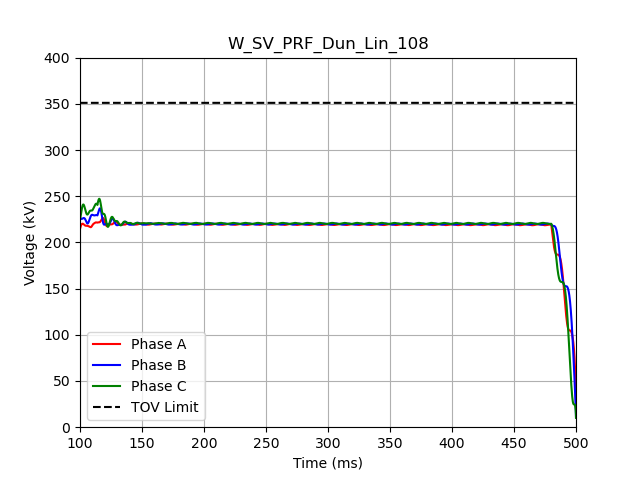 W_SV_PRF_Dun_Lin_108
400
350
300
250
200
150
100
50
0
Voltage (kV)
Phase A
Phase B
Phase C
TOV Limit
100 150 200 250 300 350 400 450 500
Time (ms)